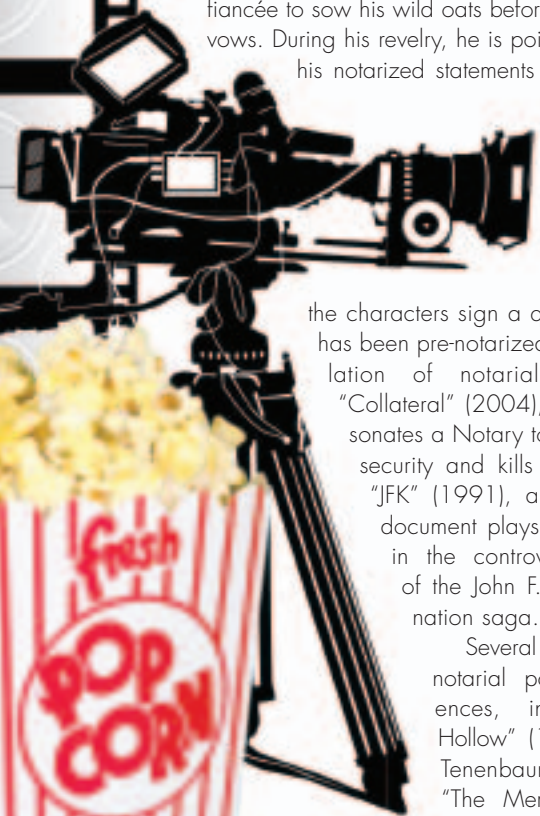 fiancée to sow his wild oats befor
vows. During his revelry, he is poi
his notarized statements
the characters sign a d
has been pre-notarized
lation of notarial
“Collateral” (2004),
sonates a Notary to
security and kills
“JFK” (1991), a
document plays
in the controv
of the John F.
nation saga.
Several
notarial po
ences, in
Hollow” (1
Tenenbaum
“The Mer
fresh
POP
CORN